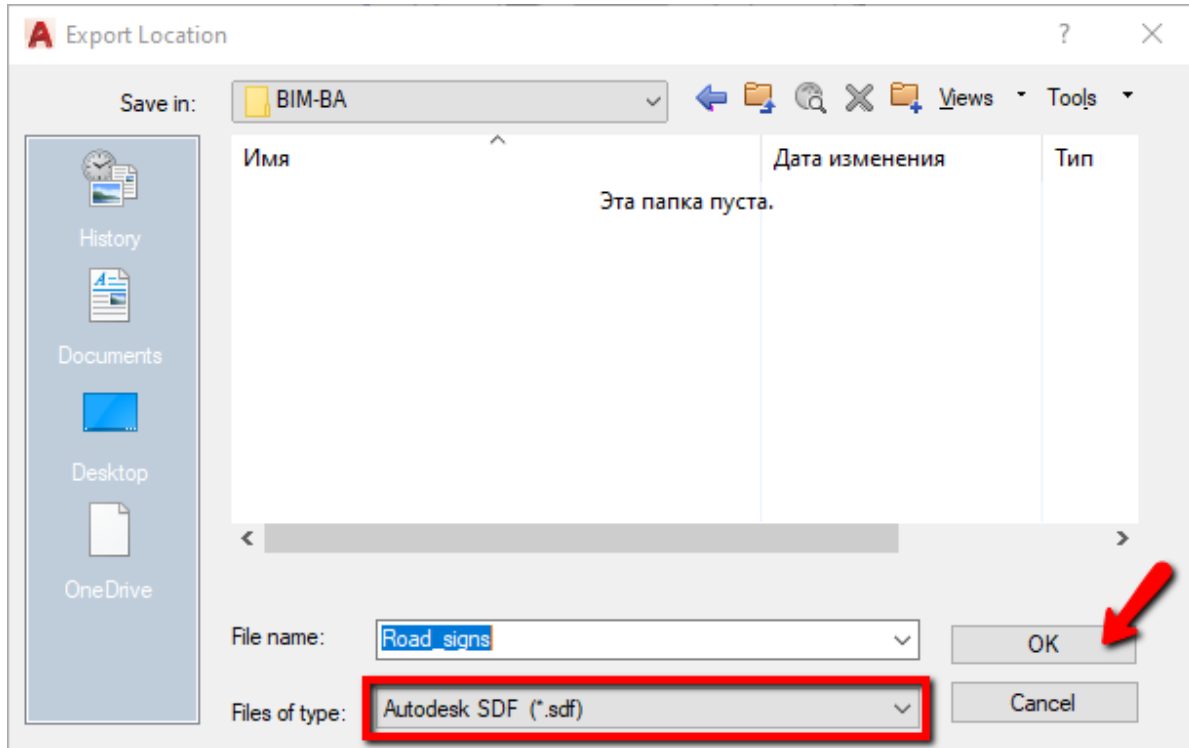 Export Location
Save in: BIM-BA Views Tools
Имя Дата изменения Тип
Эта папка пуста.
History
Documents
Desktop
OneDrive
File name: Road_signs OK
Files of type: Autodesk SDF (*.sdf) Cancel